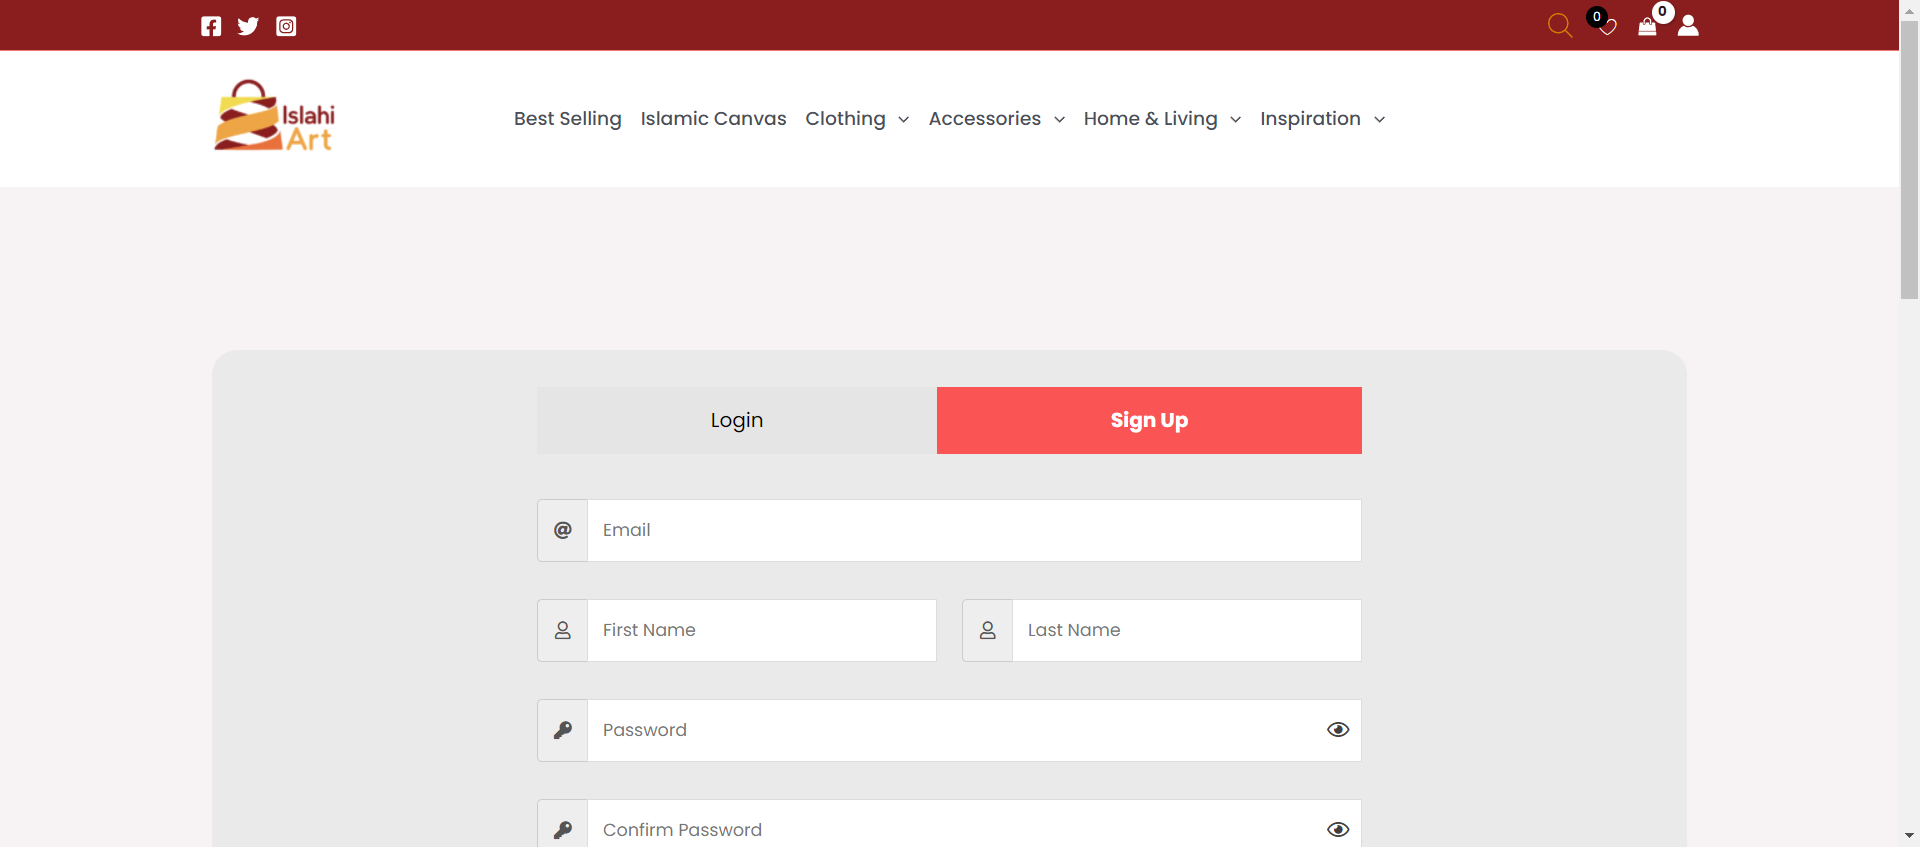 0
0
Islahi
Art
Best Selling Islamic Canvas Clothing Accessories Home & Living Inspiration
Login
Sign Up
@ Email
First Name
Last Name
Password
Confirm Password